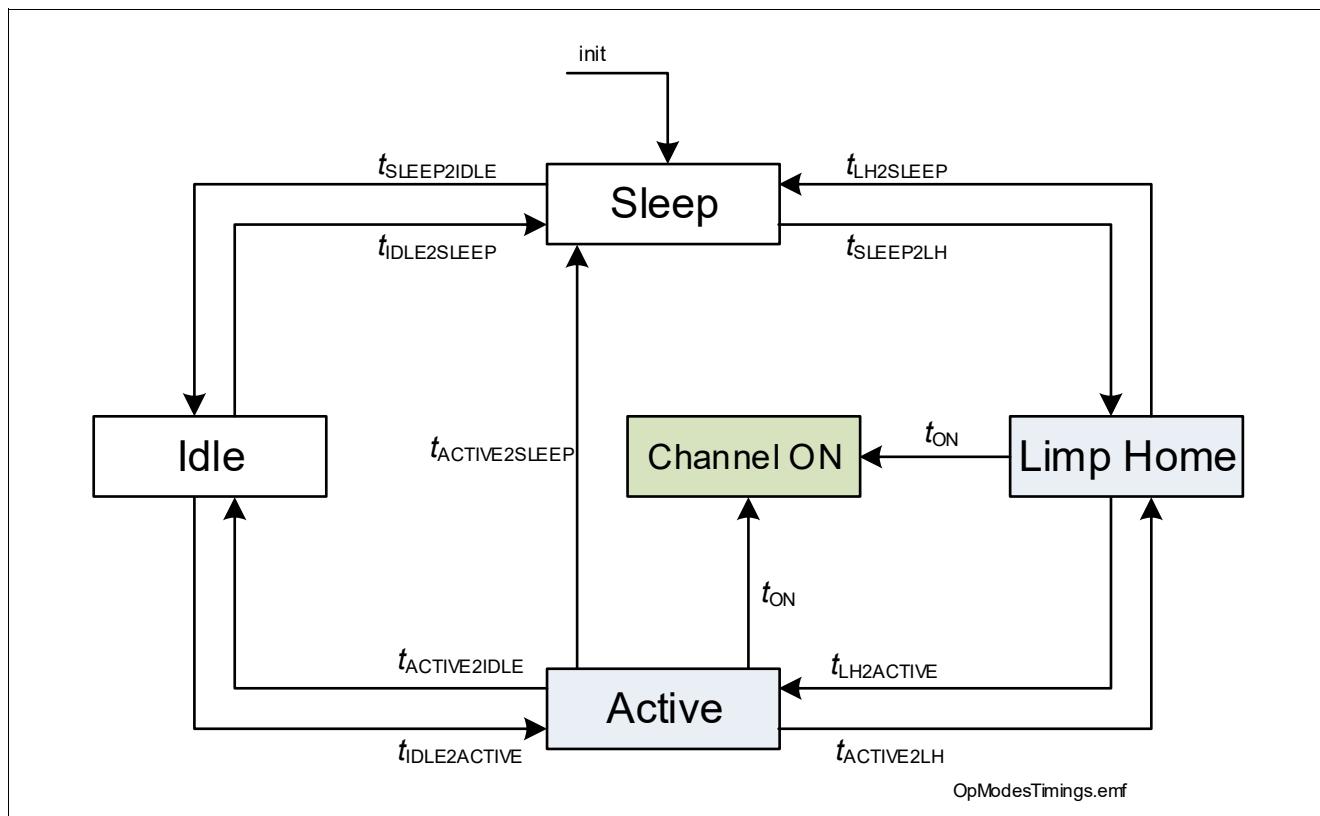 init
tSLEEP2IDLE
tLH2SLEEP
Sleep
tIDLE2SLEEP
tSLEEP2LH
Idle
tACTIVE2SLEEP
Channel ON
tON
Limp Home
tON
tACTIVE2IDLE
tLH2ACTIVE
Active
tIDLE2ACTIVE
tACTIVE2LH
OpModesTimings.emf